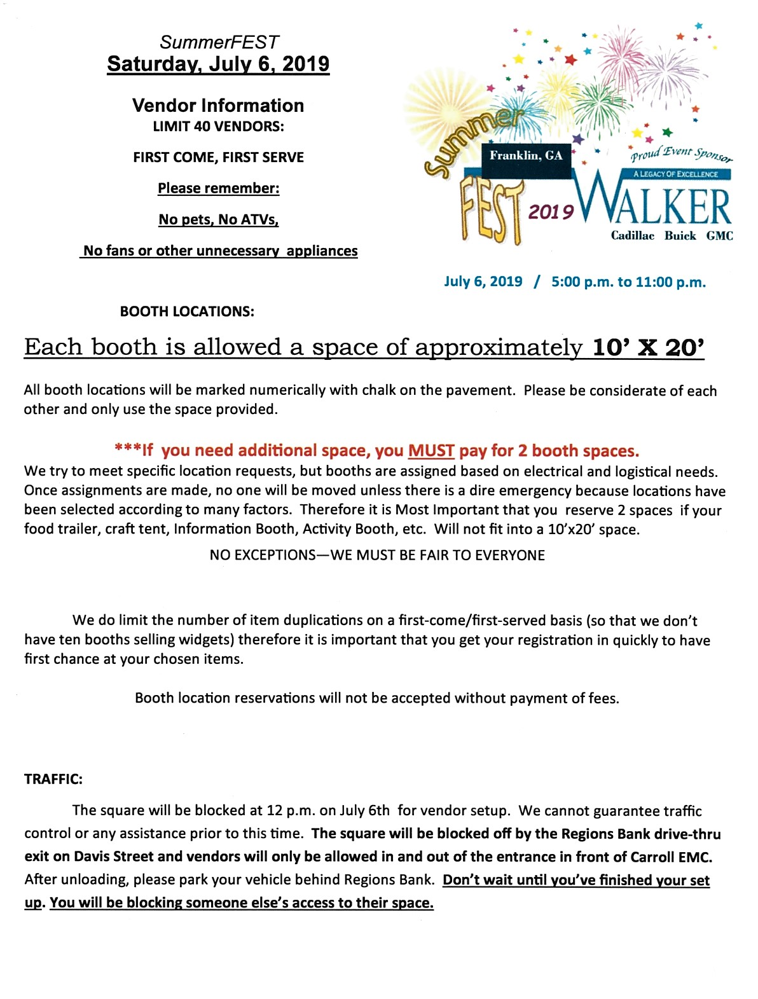 SummerFEST
Saturday, July 6, 2019
Vendor Information
LIMIT 40 VENDORS:
FIRST COME, FIRST SERVE
Please remember:
No pets, No ATVs,
No fans or other unnecessary  appliances
Summer
Franklin, GA
FEST
2019
Proud Event Sponsor
A LEGACY OF EXCELLENCE
WALKER
Cadillac Buick GMC
July 6, 2019 / 5:00 p.m. to 11:00 p.m.
BOOTH LOCATIONS:
Each booth is allowed a space of approximately 10’ X 20’
All booth locations will be marked numerically with chalk on the pavement.  Please be considerate of each
other and only use the space provided.
***If  you need additional space, you MUST pay for 2 booth spaces.
We try to meet specific location requests, but booths are assigned based on electrical and logistical needs.
Once assignments are made, no one will be moved unless there is a dire emergency because locations have
been selected according to many factors.  Therefore it is Most Important that you  reserve 2 spaces  if your
food trailer, craft tent, Information Booth, Activity Booth, etc.  Will not fit into a 10’x20’ space.
NO EXCEPTIONS—WE MUST BE FAIR TO EVERYONE
We do limit the number of item duplications on a first-come/first-served basis (so that we don’t
have ten booths selling widgets) therefore it is important that you get your registration in quickly to have
first chance at your chosen items.
Booth location reservations will not be accepted without payment of fees.
TRAFFIC:
The square will be blocked at 12 p.m. on July 6th  for vendor setup.  We cannot guarantee traffic
control or any assistance prior to this time.  The square will be blocked off by the Regions Bank drive-thru
exit on Davis Street and vendors will only be allowed in and out of the entrance in front of Carroll EMC.
After unloading, please park your vehicle behind Regions Bank.  Don’t wait until you’ve finished your set
up. You will be blocking someone else’s access to their space.